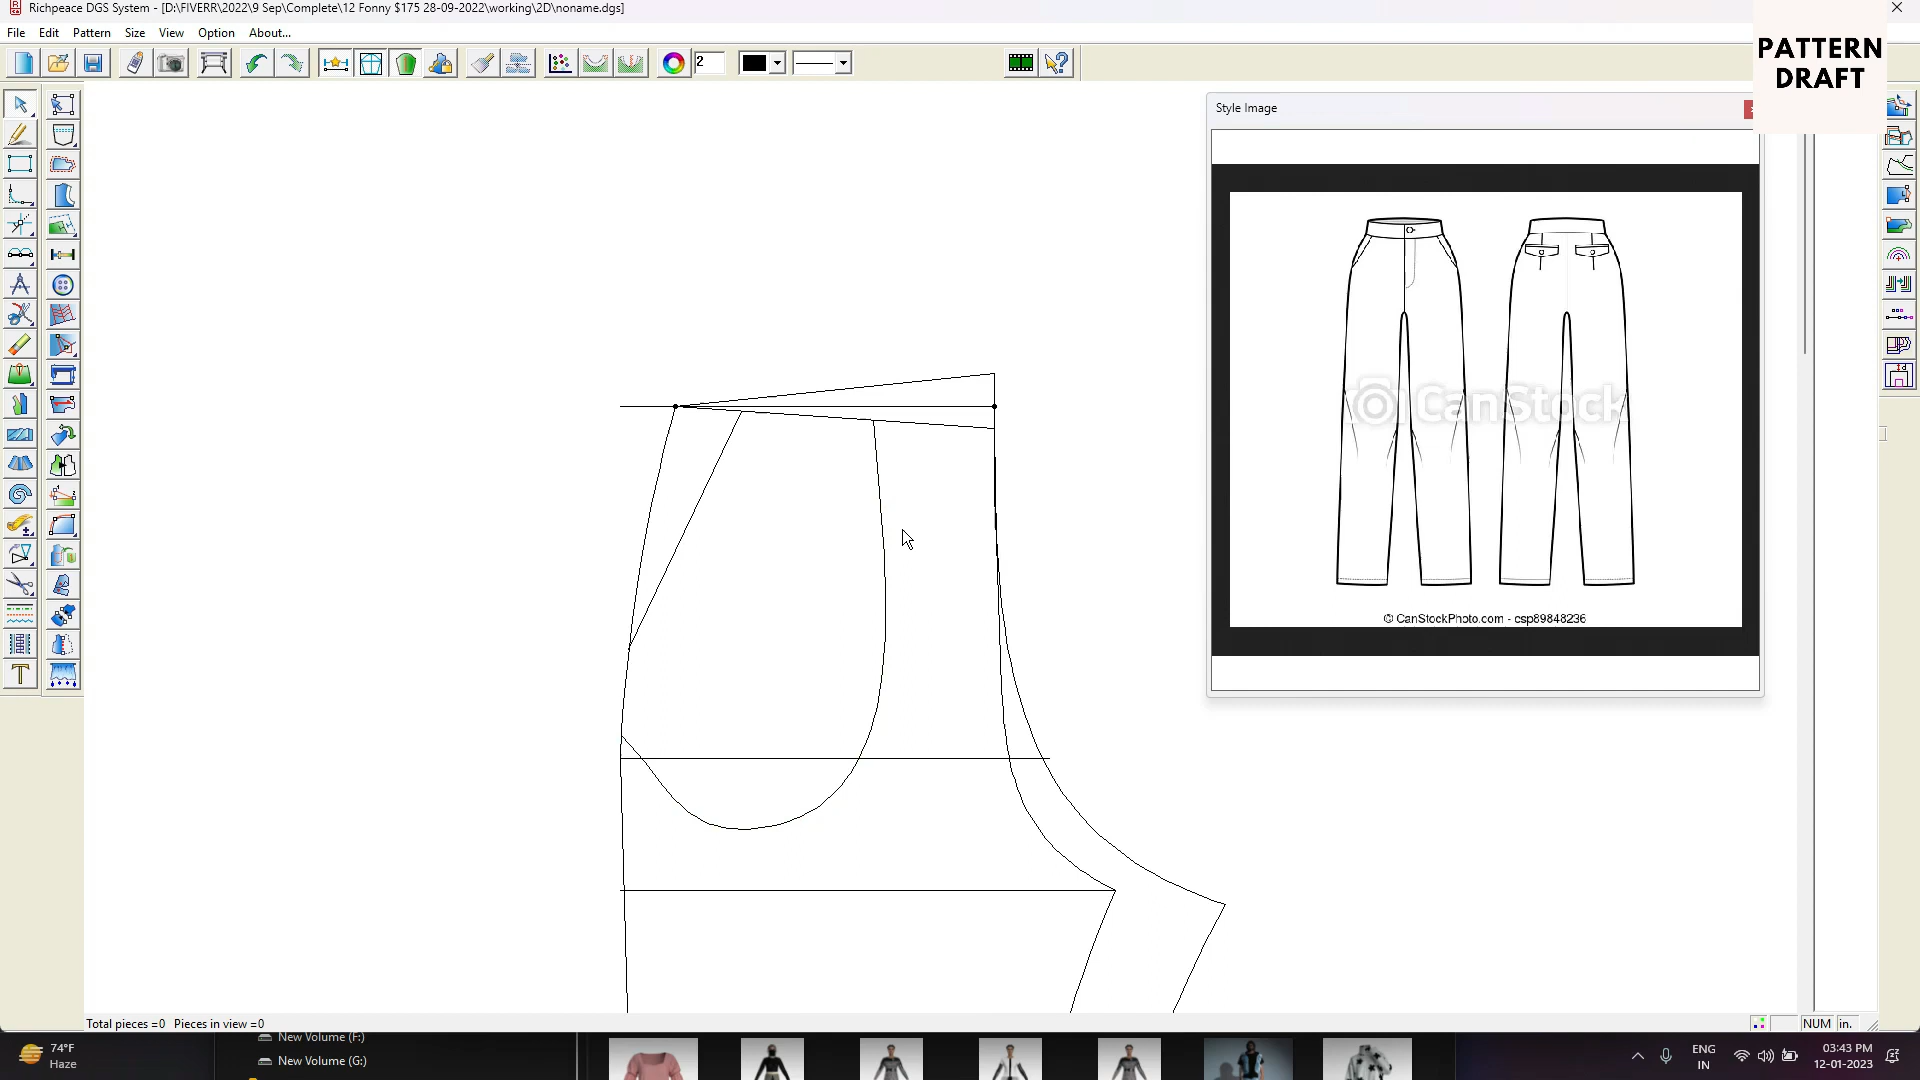 Richpeace DGS System - [D:\FIVERR\2022\9 Sep\Complete\12 Fonny $175 28-09-2022\working\2D\noname.dgs]
File Edit Pattern Size View Option About...
2
PATTERN
DRAFT
Style Image
CanStock
© CanStockPhoto.com - csp89848236
Total pieces =0 Pieces in view =0
NUM in.
New Volume (F:)
New Volume (G:)
74°F
Haze
ENG
IN
03:43 PM
12-01-2023